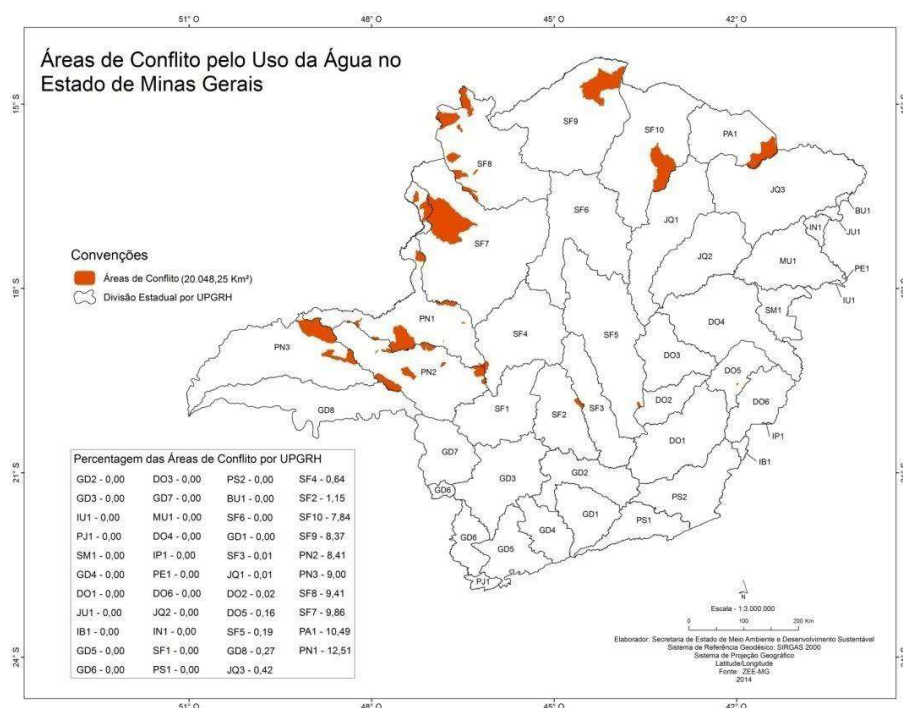 51° O
48° O
45° O
42° O
Áreas de Conflito pelo Uso da Água no
Estado de Minas Gerais
15° S
SF9
SF10
PA1
SF8
JQ3
SF6
JQ1
BU1
IN1
JU1
SF7
JQ2
MU1
PE1
Convenções
Áreas de Conflito (20.048,25 Km²)
Divisão Estadual por UPGRH
18° S
IU1
SM1
PN1
SF4
SF5
DO4
PN3
DO3
PN2
DO5
GD8
SF1
SF2
SF3
DO2
DO6
IP1
DO1
IB1
GD7
GD3
GD2
21° S
GD6
PS2
GD1
PS1
GD6
GD4
GD5
PJ1
Percentagem das Áreas de Conflito por UPGRH
GD2 - 0,00 DO3 - 0,00 PS2 - 0,00 SF4 - 0,64
GD3 - 0,00 GD7 - 0,00 BU1 - 0,00 SF2 - 1,15
IU1 - 0,00 MU1 - 0,00 SF6 - 0,00 SF10 - 7,84
PJ1 - 0,00 DO4 - 0,00 GD1 - 0,00 SF9 - 8,37
SM1 - 0,00 IP1 - 0,00 SF3 - 0,01 PN2 - 8,41
GD4 - 0,00 PE1 - 0,00 JQ1 - 0,01 PN3 - 9,00
DO1 - 0,00 DO6 - 0,00 DO2 - 0,02 SF8 - 9,41
JU1 - 0,00 JQ2 - 0,00 DO5 - 0,16 SF7 - 9,86
IB1 - 0,00 IN1 - 0,00 SF5 - 0,19 PA1 - 10,49
GD5 - 0,00 SF1 - 0,00 GD8 - 0,27 PN1 - 12,51
GD6 - 0,00 PS1 - 0,00 JQ3 - 0,42
N
Escala - 1:3.000.000
0 100 200 Km
Elaborador: Secretaria de Estado de Meio Ambiente e Desenvolvimento Sustentável
Sistema de Referência Geodésico: SIRGAS 2000
Sistema de Projeção Geográfico
Latitude/Longitude
Fonte: ZEE-MG
2014
24° S
51° O
48° O
45° O
42° O